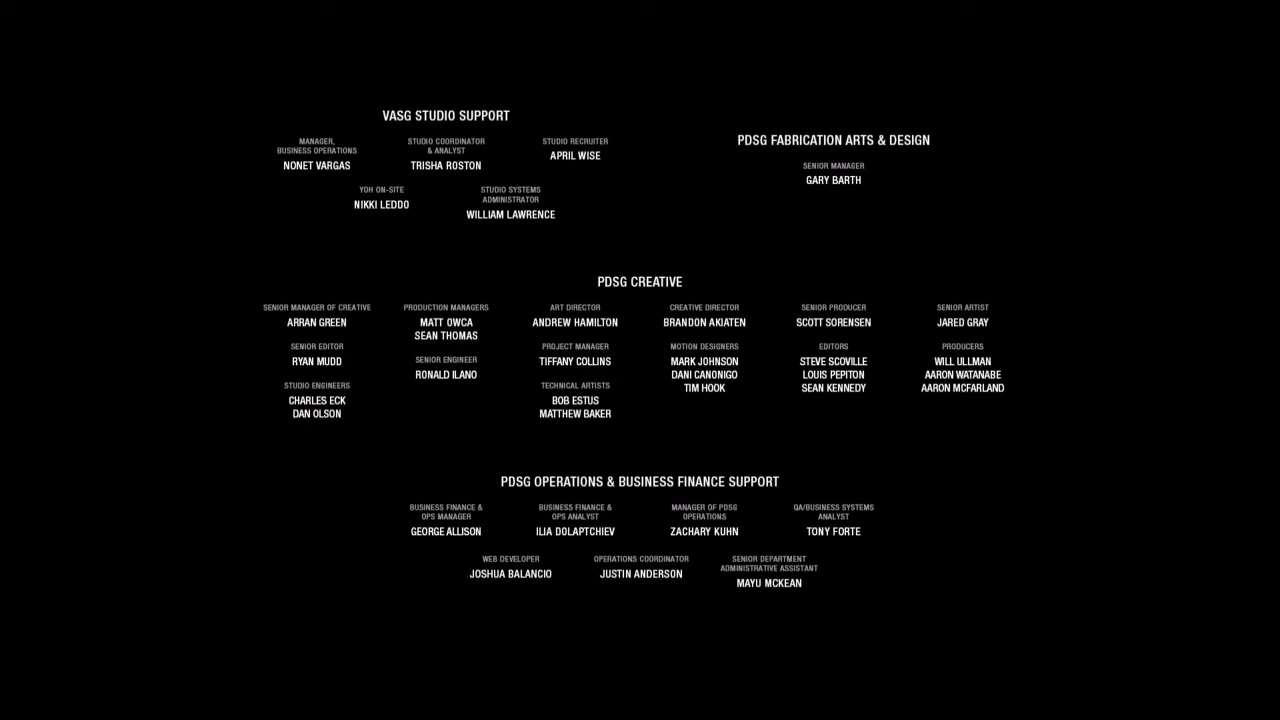 VASG STUDIO SUPPORT
MANAGER,
BUSINESS OPERATIONS
NONET VARGAS
STUDIO COORDINATOR
& ANALYST
TRISHA ROSTON
STUDIO RECRUITER
APRIL WISE
YOH ON-SITE
NIKKI LEDDO
STUDIO SYSTEMS
ADMINISTRATOR
WILLIAM LAWRENCE
PDSG FABRICATION ARTS & DESIGN
SENIOR MANAGER
GARY BARTH
PDSG CREATIVE
SENIOR MANAGER OF CREATIVE
ARRAN GREEN
SENIOR EDITOR
RYAN MUDD
STUDIO ENGINEERS
CHARLES ECK
DAN OLSON
PRODUCTION MANAGERS
MATT OWCA
SEAN THOMAS
SENIOR ENGINEER
RONALD ILANO
ART DIRECTOR
ANDREW HAMILTON
PROJECT MANAGER
TIFFANY COLLINS
TECHNICAL ARTISTS
BOB ESTUS
MATTHEW BAKER
CREATIVE DIRECTOR
BRANDON AKIATEN
MOTION DESIGNERS
MARK JOHNSON
DANI CANONIGO
TIM HOOK
SENIOR PRODUCER
SCOTT SORENSEN
EDITORS
STEVE SCOVILLE
LOUIS PEPITON
SEAN KENNEDY
SENIOR ARTIST
JARED GRAY
PRODUCERS
WILL ULLMAN
AARON WATANABE
AARON MCFARLAND
PDSG OPERATIONS & BUSINESS FINANCE SUPPORT
BUSINESS FINANCE &
OPS MANAGER
GEORGE ALLISON
BUSINESS FINANCE &
OPS ANALYST
ILIA DOLAPTCHIEV
MANAGER OF PDSG
OPERATIONS
ZACHARY KUHN
QA/BUSINESS SYSTEMS
ANALYST
TONY FORTE
WEB DEVELOPER
JOSHUA BALANCIO
OPERATIONS COORDINATOR
JUSTIN ANDERSON
SENIOR DEPARTMENT
ADMINISTRATIVE ASSISTANT
MAYU MCKEAN